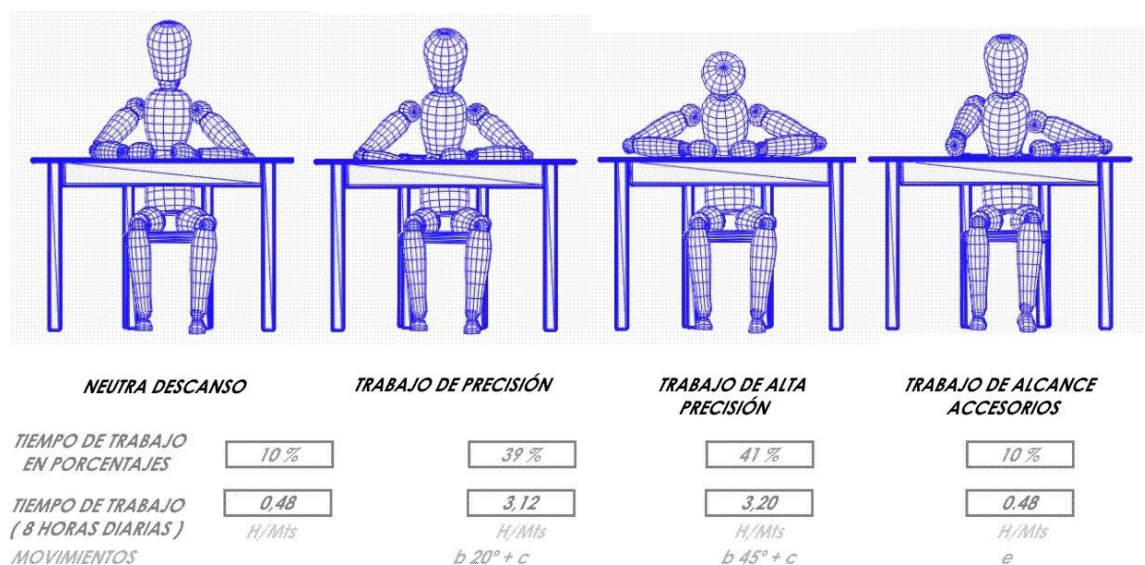 NEUTRA DESCANSO
TRABAJO DE PRECISIÓN
TRABAJO DE ALTA
PRECISIÓN
TRABAJO DE ALCANCE
ACCESORIOS
TIEMPO DE TRABAJO
EN PORCENTAJES
10 %
39 %
41 %
10 %
TIEMPO DE TRABAJO
( 8 HORAS DIARIAS )
0,48
3,12
3,20
0.48
H/Mts
H/Mts
H/Mts
H/Mts
MOVIMIENTOS
b 20º + c
b 45º + c
e